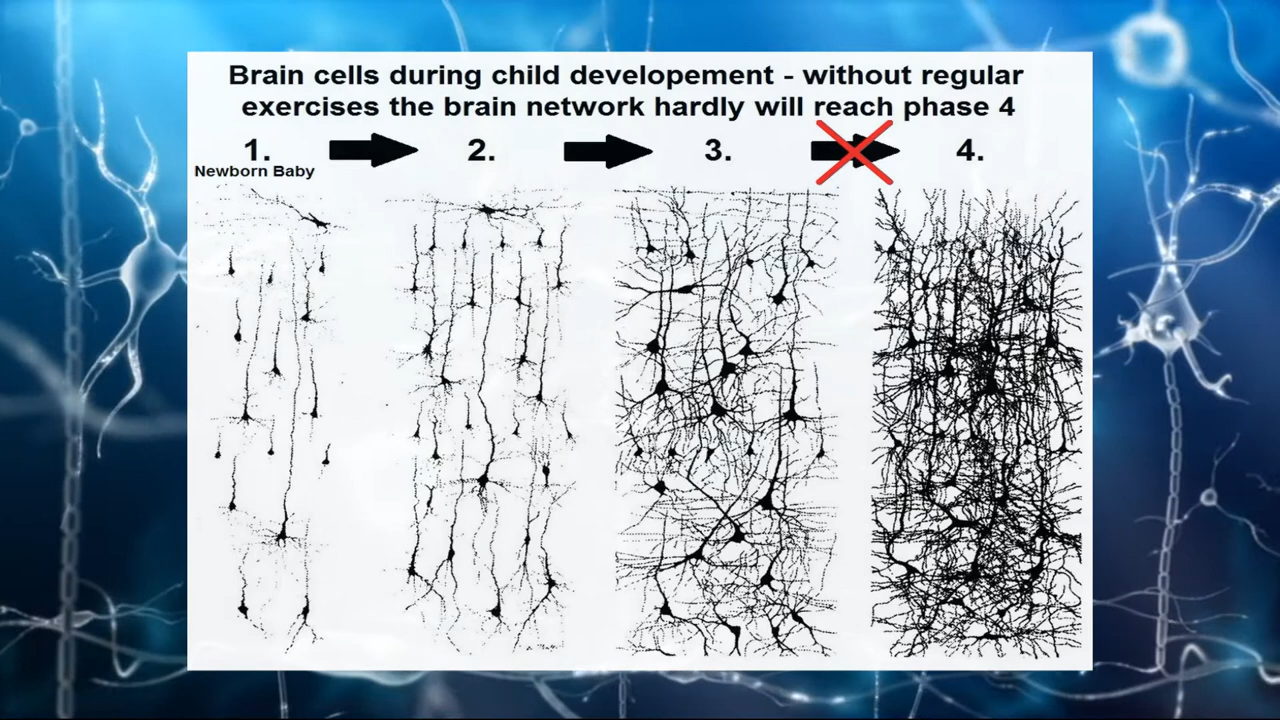 Brain cells during child developement - without regular
exercises the brain network hardly will reach phase 4
1. 2. 3. 4.
Newborn Baby